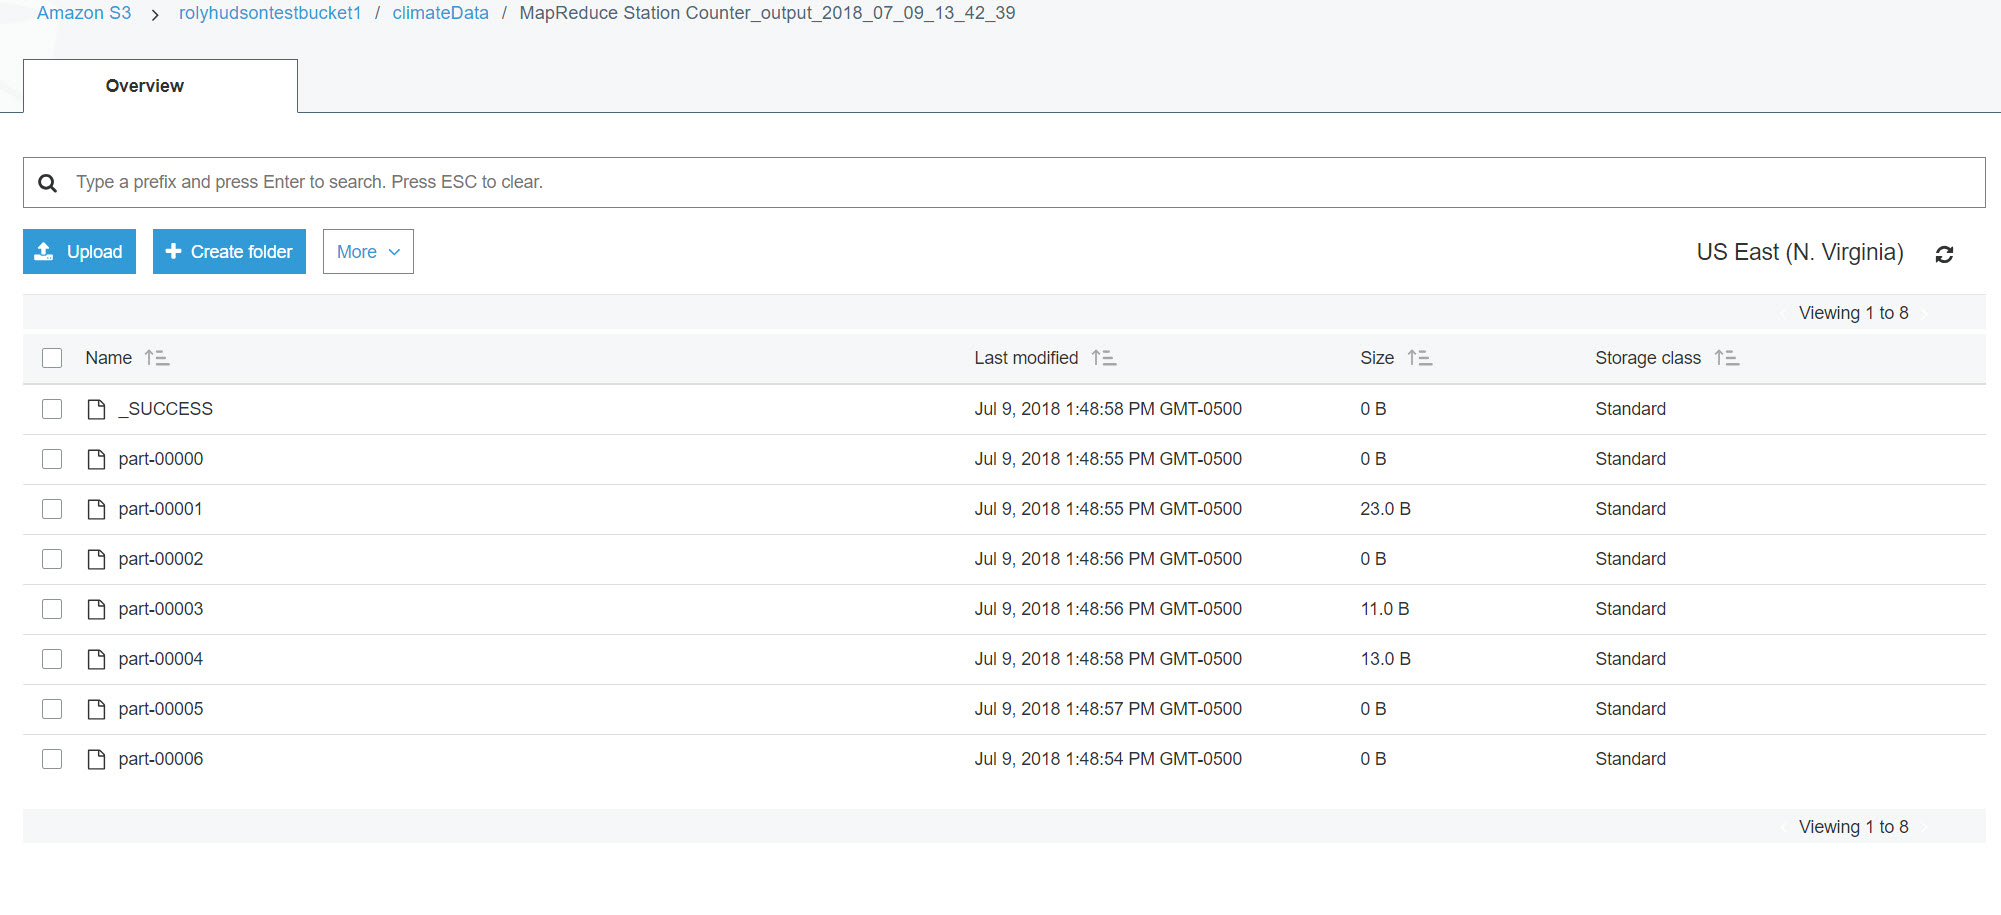 Amazon S3 > rolyhudsontestbucket1 / climateData / MapReduce Station Counter_output_2018_07_09_13_42_39
Overview
Type a prefix and press Enter to search. Press ESC to clear.
Upload Create folder More US East (N. Virginia)
Viewing 1 to 8
Name Last modified Size Storage class
_SUCCESS Jul 9, 2018 1:48:58 PM GMT-0500 0 B Standard
part-00000 Jul 9, 2018 1:48:55 PM GMT-0500 0 B Standard
part-00001 Jul 9, 2018 1:48:55 PM GMT-0500 23.0 B Standard
part-00002 Jul 9, 2018 1:48:56 PM GMT-0500 0 B Standard
part-00003 Jul 9, 2018 1:48:56 PM GMT-0500 11.0 B Standard
part-00004 Jul 9, 2018 1:48:58 PM GMT-0500 13.0 B Standard
part-00005 Jul 9, 2018 1:48:57 PM GMT-0500 0 B Standard
part-00006 Jul 9, 2018 1:48:54 PM GMT-0500 0 B Standard
Viewing 1 to 8